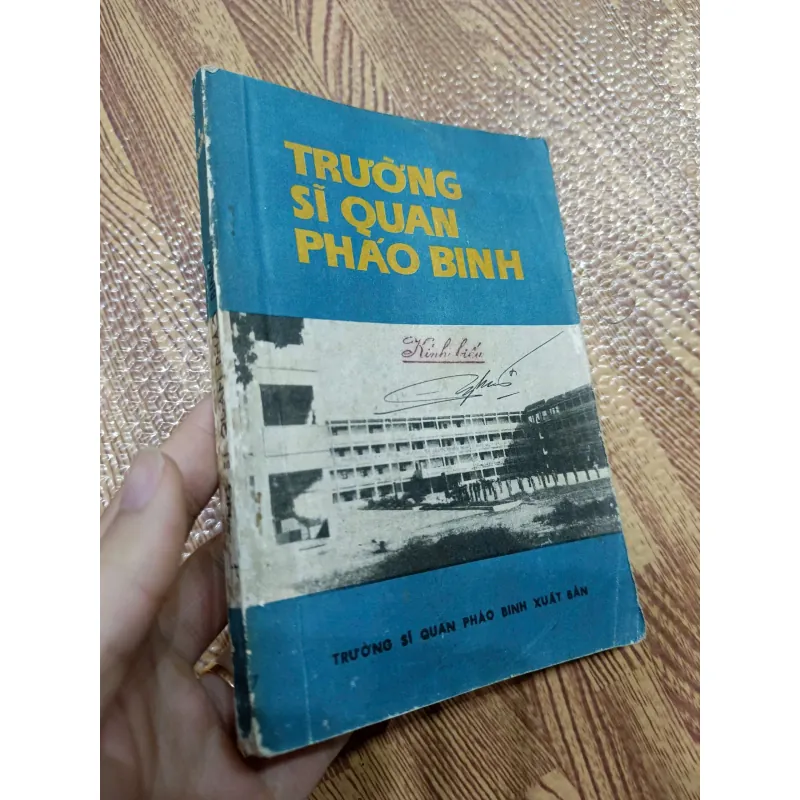 TRƯỜNG
SĨ QUAN
PHÁO BINH
Kính biếu
TRƯỜNG SĨ QUAN PHÁO BINH XUẤT BẢN